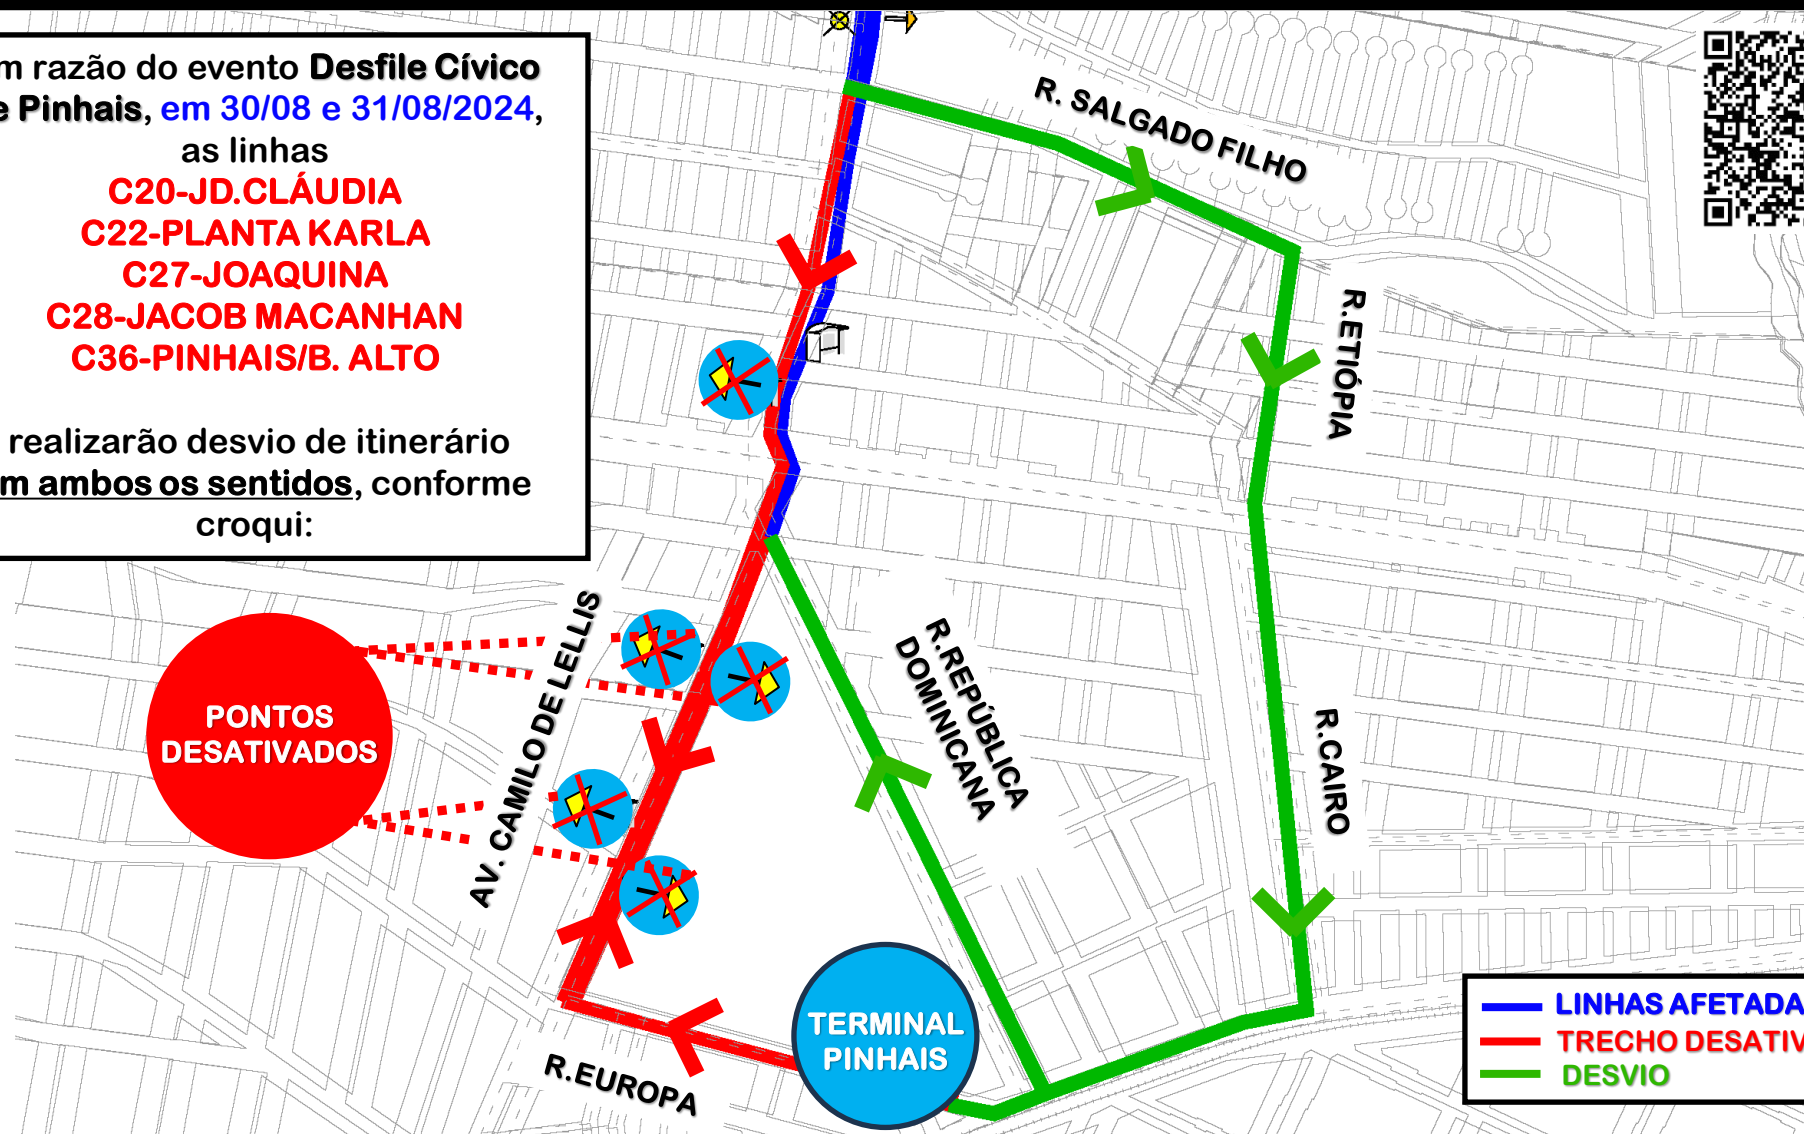 m razão do evento Desfile Cívico
e Pinhais, em 30/08 e 31/08/2024,
as linhas
C20-JD.CLÁUDIA
C22-PLANTA KARLA
C27-JOAQUINA
C28-JACOB MACANHAN
C36-PINHAIS/B. ALTO
realizarão desvio de itinerário
m ambos os sentidos, conforme
croqui:
R. SALGADO FILHO
R.ETIÓPIA
R.REPÚBLICA
DOMINICANA
R.CAIRO
AV. CAMILO DE LELLIS
PONTOS
DESATIVADOS
TERMINAL
PINHAIS
R.EUROPA
LINHAS AFETADA
TRECHO DESATIV
DESVIO